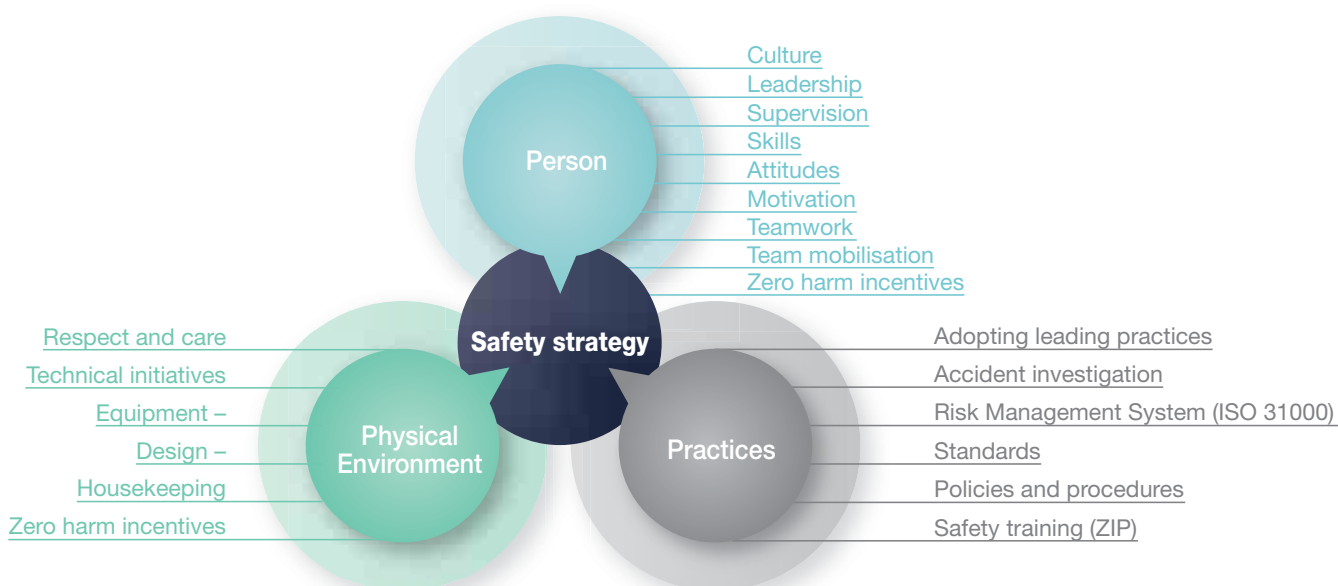 Person
Culture
Leadership
Supervision
Skills
Attitudes
Motivation
Teamwork
Team mobilisation
Zero harm incentives
Safety strategy
Physical
Environment
Respect and care
Technical initiatives
Equipment –
Design –
Housekeeping
Zero harm incentives
Practices
Adopting leading practices
Accident investigation
Risk Management System (ISO 31000)
Standards
Policies and procedures
Safety training (ZIP)